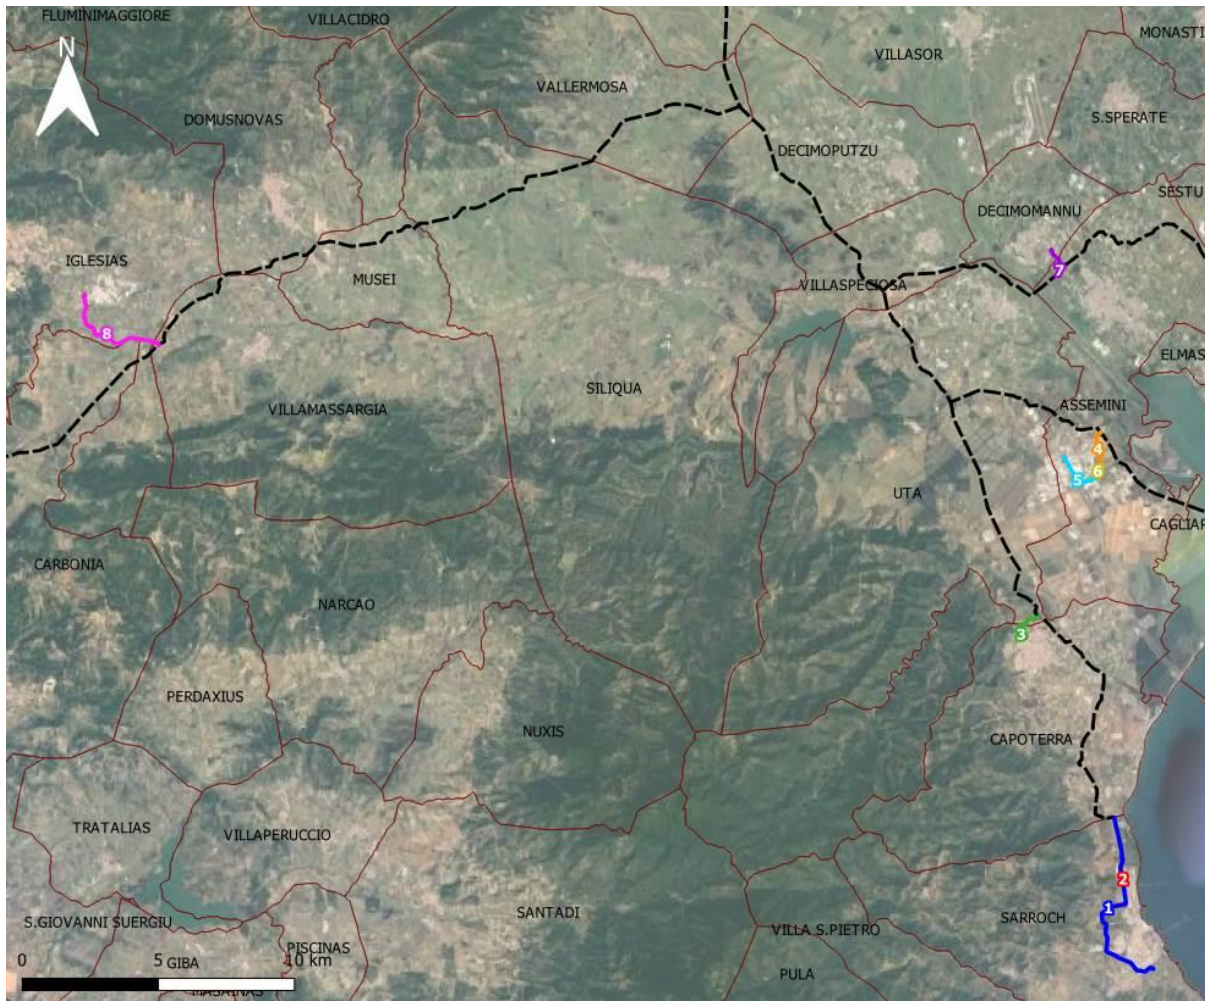 FLUMINIMAGGIORE
VILLACIDRO
MONASTI
N
VILLASOR
VALLERMOSA
DOMUSNOVAS
S.SPERATE
DECIMOPUTZU
SESTU
DECIMOMANNU
IGLESIAS
7
MUSEI
VILLASPECIOSA
8
ELMAS
SILIQUA
VILLAMASSARGIA
ASSEMINI
4
6
5
UTA
CAGLIAR
CARBONIA
NARCAO
3
PERDAXIUS
NUXIS
CAPOTERRA
TRATALIAS
VILLAPERUCCIO
2
1
SANTADI
SARROCH
S.GIOVANNI SUERGIU
VILLA S.PIETRO
PISCINAS
0 5 10 km
GIBA
PULA
MASAINAS